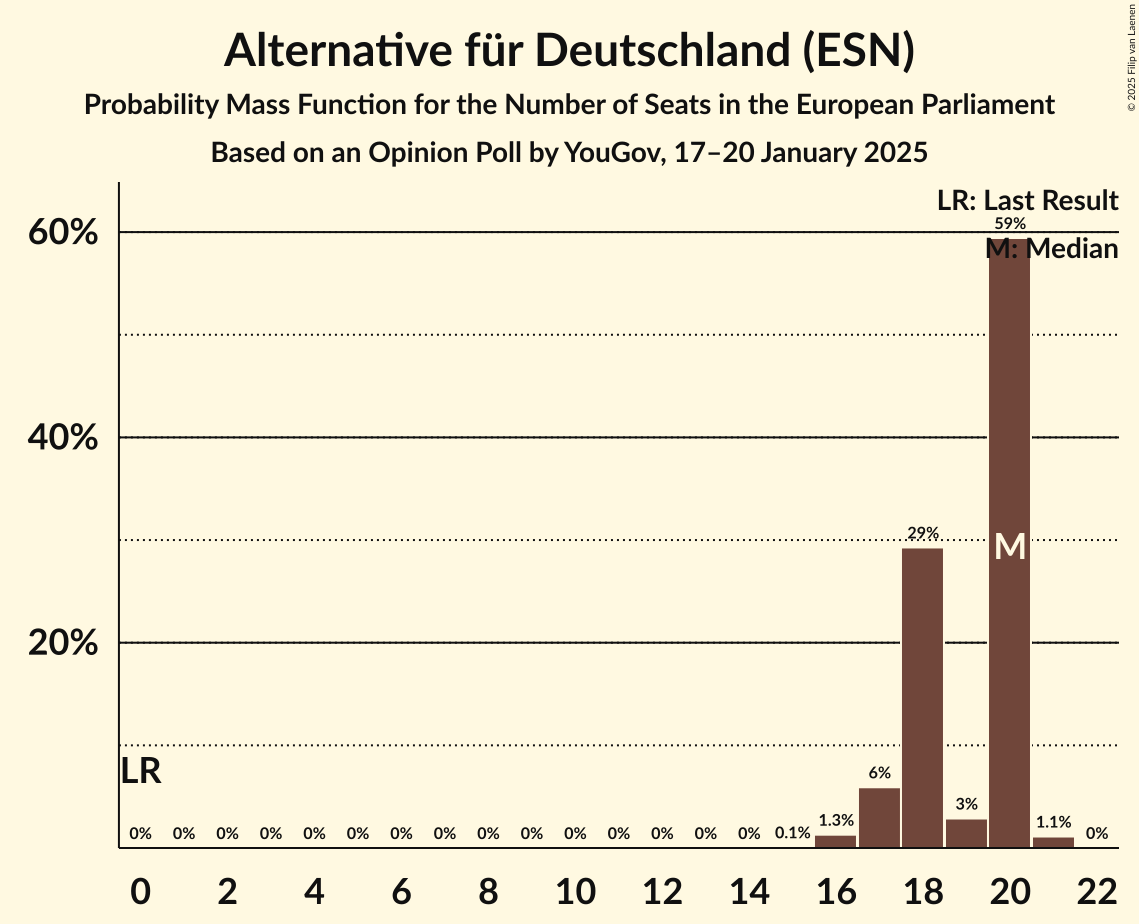 Alternative für Deutschland (ESN)
Probability Mass Function for the Number of Seats in the European Parliament
Based on an Opinion Poll by YouGov, 17–20 January 2025
© 2025 Filip van Laenen
LR: Last Result
M: Median
60%
40%
20%
59%
29%
M
LR
6%
3%
0% 0% 0% 0% 0% 0% 0% 0% 0% 0% 0% 0% 0% 0% 0% 0.1% 1.3% 1.1% 0%
0 2 4 6 8 10 12 14 16 18 20 22